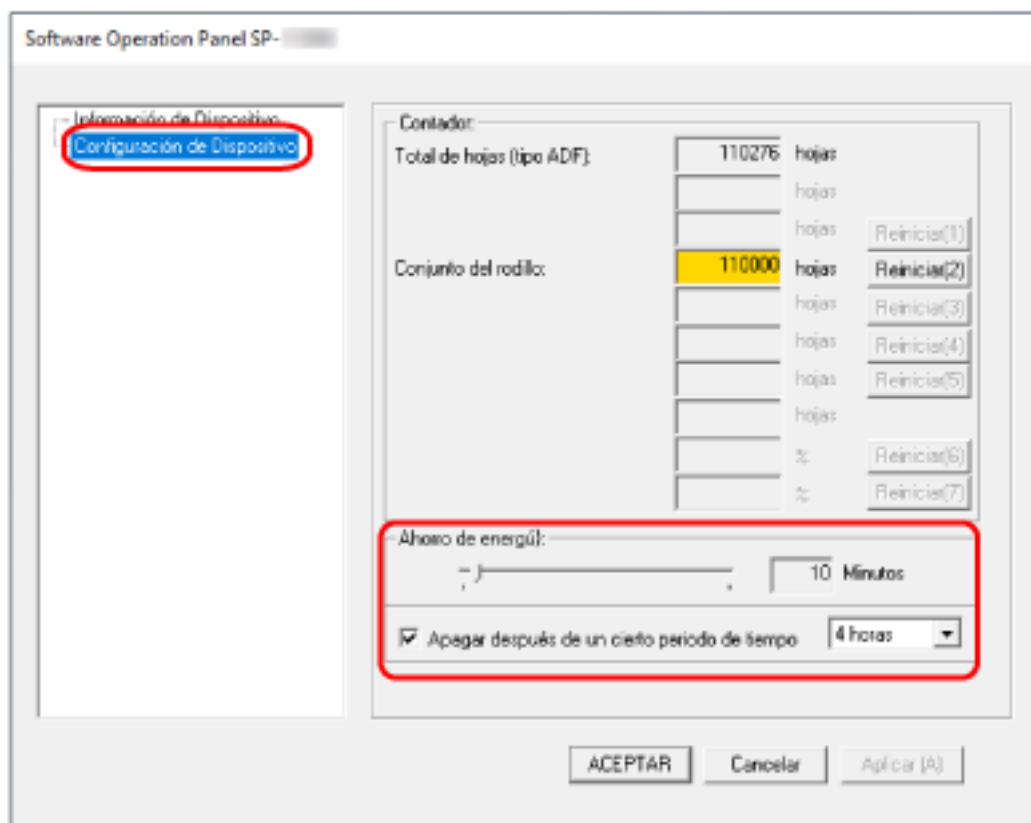 Software Operation Panel SP-
Información de Dispositivo
Configuración de Dispositivo
Contador:
Total de hojas (tipo ADF): 110276 hojas
hojas
hojas Reiniciar(1)
Conjunto del rodillo: 110000 hojas Reiniciar(2)
hojas Reiniciar(3)
hojas Reiniciar(4)
hojas Reiniciar(5)
hojas
% Reiniciar(6)
% Reiniciar(7)
Ahorro de energú):
10 Minutos
Apagar después de un cierto periodo de tiempo 4 horas
ACEPTAR Cancelar Aplicar (A)